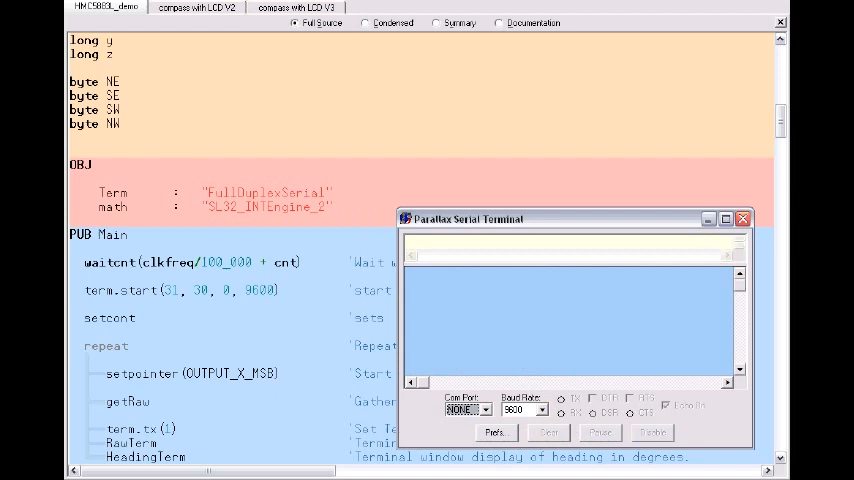 HMC5883L_demo compass with LCD V2 compass with LCD V3
Full Source Condensed Summary Documentation
long y
long z
byte NE
byte SE
byte SW
byte NW
OBJ
Term : "FullDuplexSerial"
math : "SL32_INTEngine_2"
PUB Main
waitcnt(clkfreq/100_000 + cnt) 'Wait w
term.start(31, 30, 0, 9600) 'start
setcont 'sets
repeat 'Repeat
setpointer(OUTPUT_X_MSB) 'Start
getRaw 'Gather
term.tx(1) 'Set T
RawTerm 'Termin
HeadingTerm 'Terminal window display of heading in degrees.
Parallax Serial Terminal
Com Port: Baud Rate:
NONE 9600
TX DTR RTS
RX DSR CTS
Echo On
Prefs... Clear Pause Disable